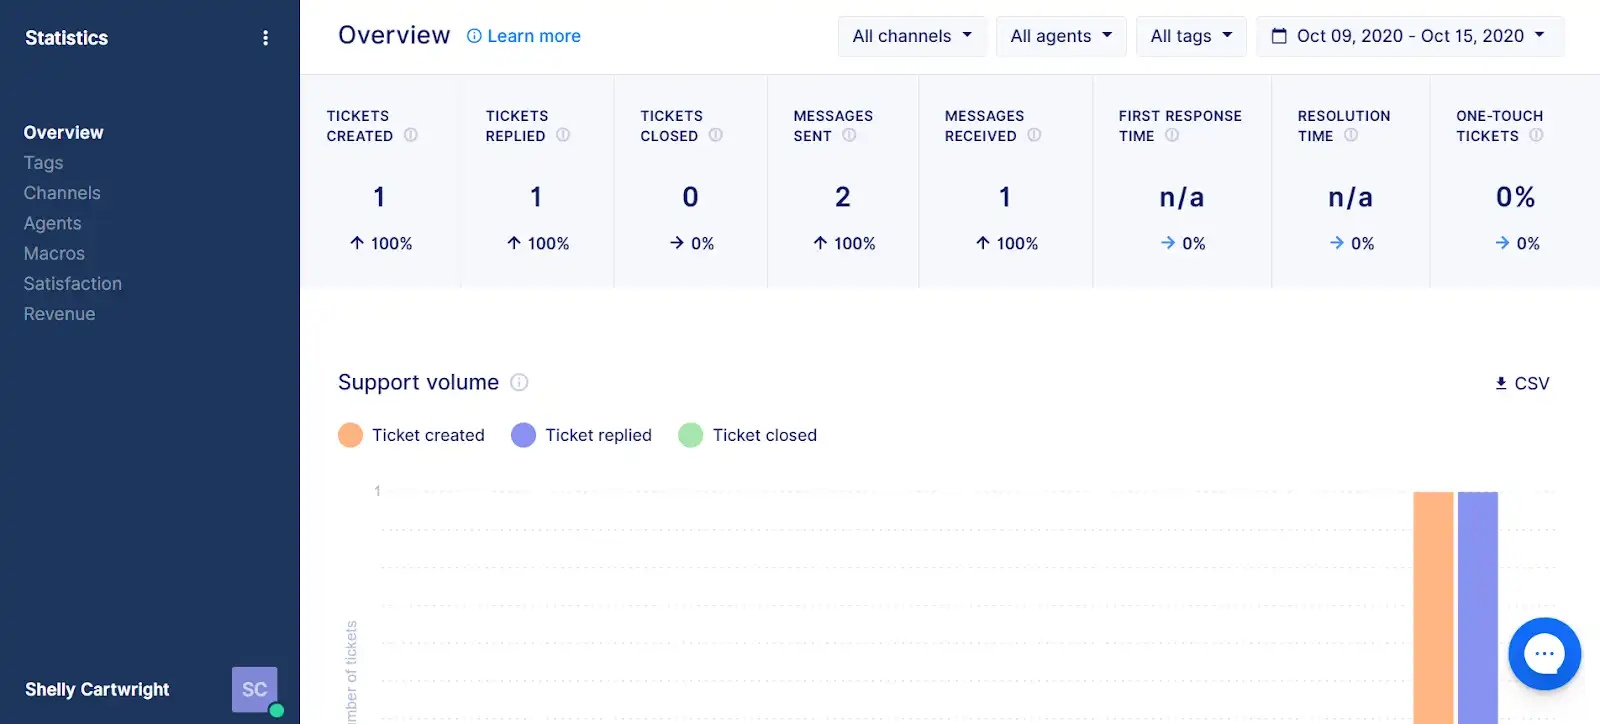 Statistics
Overview
Tags
Channels
Agents
Macros
Satisfaction
Revenue
Shelly Cartwright
SC
Overview Learn more
All channels All agents All tags Oct 09, 2020 - Oct 15, 2020
TICKETS CREATED
1
100%
TICKETS REPLIED
1
100%
TICKETS CLOSED
0
0%
MESSAGES SENT
2
100%
MESSAGES RECEIVED
1
100%
FIRST RESPONSE TIME
n/a
0%
RESOLUTION TIME
n/a
0%
ONE-TOUCH TICKETS
0%
0%
Support volume
CSV
Ticket created Ticket replied Ticket closed
1
of tickets